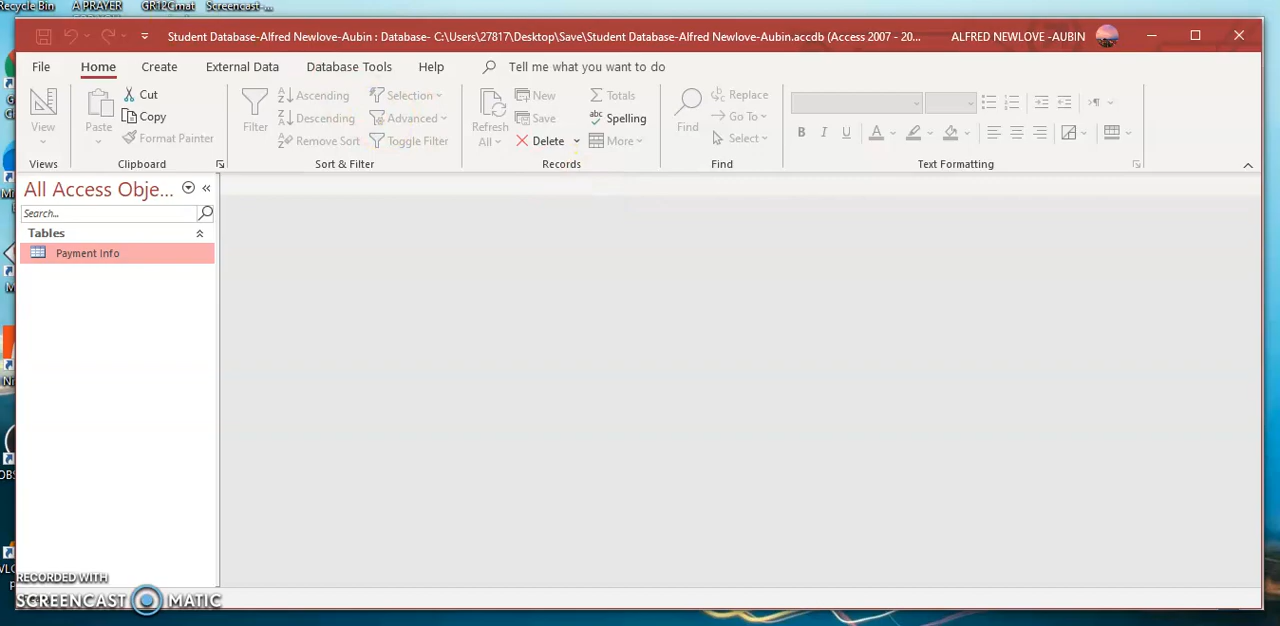 Recycle Bin A PRAYER GR12Cmat Screencast-...
Student Database-Alfred Newlove-Aubin : Database- C:\Users\27817\Desktop\Save\Student Database-Alfred Newlove-Aubin.accdb (Access 2007 - 20... ALFRED NEWLOVE -AUBIN
File Home Create External Data Database Tools Help Tell me what you want to do
View
Views
Paste
Cut
Copy
Format Painter
Clipboard
Filter
Ascending
Descending
Remove Sort
Selection
Advanced
Toggle Filter
Sort & Filter
Refresh
All
New
Save
Delete
Totals
Spelling
More
Records
Find
Replace
Go To
Select
Find
B I U A
Text Formatting
All Access Obje...
Search...
Tables
Payment Info
RECORDED WITH
SCREENCAST MATIC